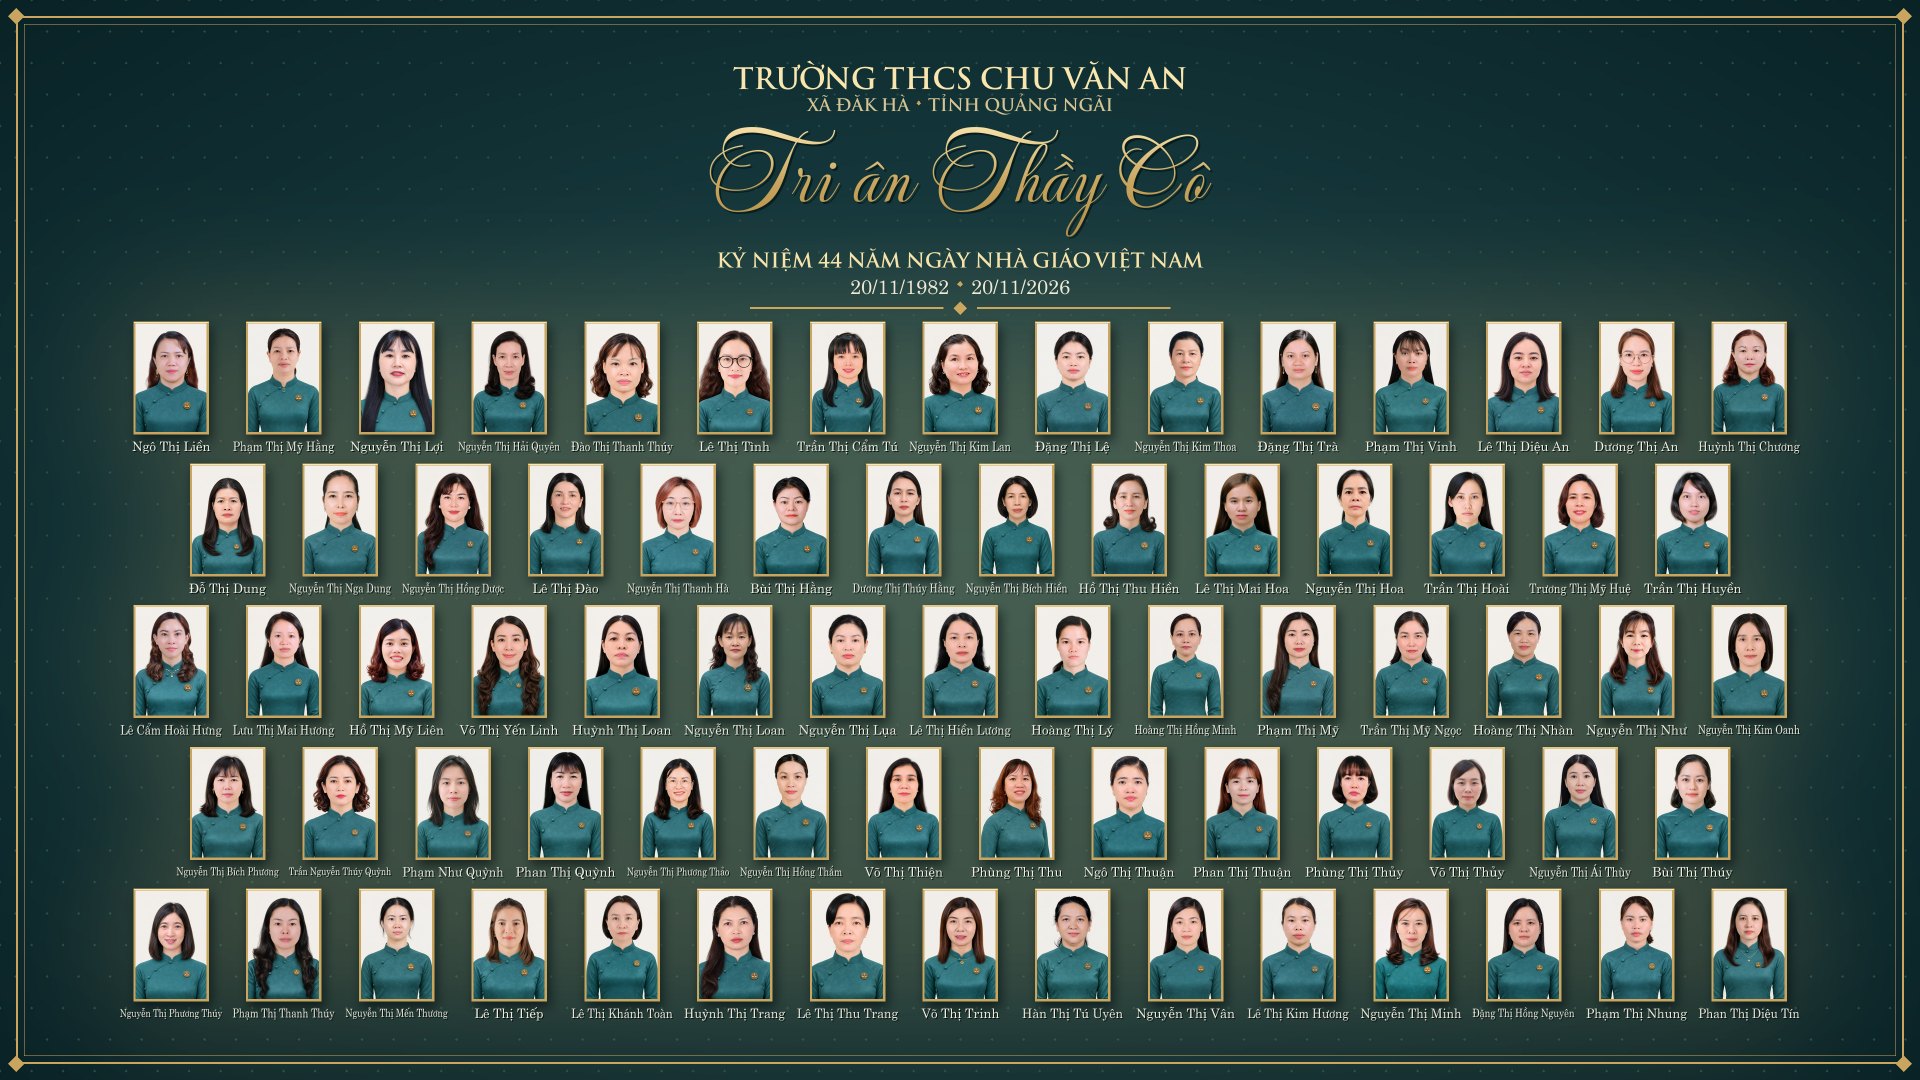 TRƯỜNG THCS CHU VĂN AN
XÃ ĐĂK HÀ • TỈNH QUẢNG NGÃI
Tri ân Thầy Cô
KỶ NIỆM 44 NĂM NGÀY NHÀ GIÁO VIỆT NAM
20/11/1982 • 20/11/2026
Ngô Thị Liền Phạm Thị Mỹ Hằng Nguyễn Thị Lợi Nguyễn Thị Hải Quyên Đào Thị Thanh Thúy Lê Thị Tình Trần Thị Cẩm Tú Nguyễn Thị Kim Lan Đặng Thị Lệ Nguyễn Thị Kim Thoa Đặng Thị Trà Phạm Thị Vinh Lê Thị Diệu An Dương Thị An Huỳnh Thị Chương
Đỗ Thị Dung Nguyễn Thị Nga Dung Nguyễn Thị Hồng Dược Lê Thị Đào Nguyễn Thị Thanh Hà Bùi Thị Hằng Dương Thị Thúy Hằng Nguyễn Thị Bích Hiển Hồ Thị Thu Hiền Lê Thị Mai Hoa Nguyễn Thị Hoa Trần Thị Hoài Trương Thị Mỹ Huệ Trần Thị Huyền
Lê Cẩm Hoài Hưng Lưu Thị Mai Hương Hồ Thị Mỹ Liên Võ Thị Yến Linh Huỳnh Thị Loan Nguyễn Thị Loan Nguyễn Thị Lụa Lê Thị Hiền Lương Hoàng Thị Lý Hoàng Thị Hồng Minh Phạm Thị Mỹ Trần Thị Mỹ Ngọc Hoàng Thị Nhàn Nguyễn Thị Như Nguyễn Thị Kim Oanh
Nguyễn Thị Bích Phương Trần Nguyễn Thúy Quỳnh Phạm Như Quỳnh Phan Thị Quỳnh Nguyễn Thị Phương Thảo Nguyễn Thị Hồng Thắm Võ Thị Thiện Phùng Thị Thu Ngô Thị Thuận Phan Thị Thuận Phùng Thị Thủy Võ Thị Thủy Nguyễn Thị Ái Thùy Bùi Thị Thúy
Nguyễn Thị Phương Thúy Phạm Thị Thanh Thúy Nguyễn Thị Mến Thương Lê Thị Tiếp Lê Thị Khánh Toàn Huỳnh Thị Trang Lê Thị Thu Trang Võ Thị Trinh Hàn Thị Tú Uyên Nguyễn Thị Vân Lê Thị Kim Hương Nguyễn Thị Minh Đặng Thị Hồng Nguyên Phạm Thị Nhung Phan Thị Diệu Tín